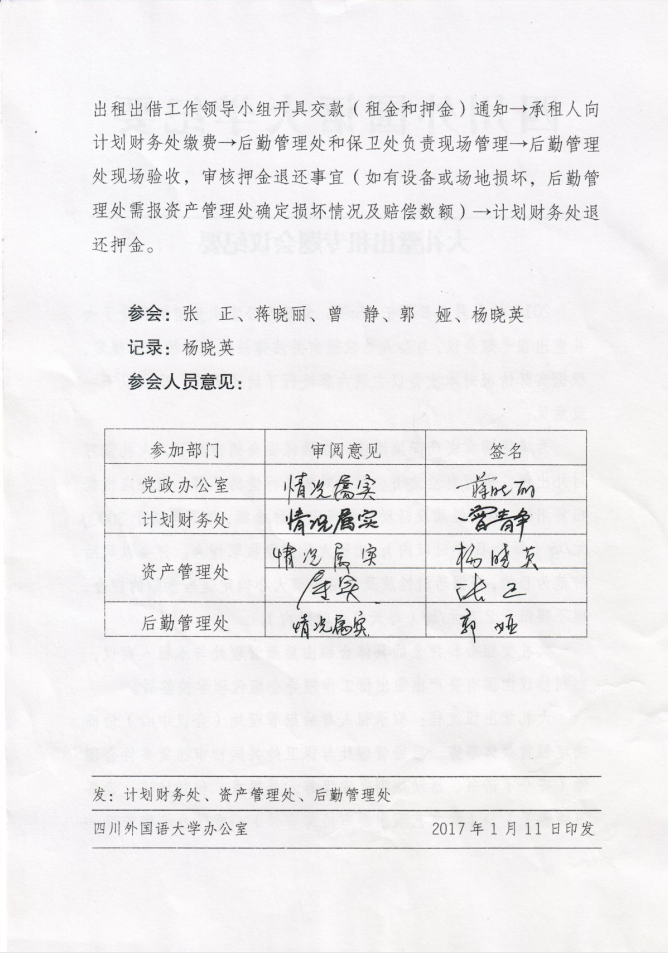 出租出借工作领导小组开具交款（租金和押金）通知→承租人向
计划财务处缴费→后勤管理处和保卫处负责现场管理→后勤管理
处现场验收，审核押金退还事宜（如有设备或场地损坏，后勤管
理处需报资产管理处确定损坏情况及赔偿数额）→计划财务处退
还押金。
参会：张 正、蒋晓丽、曾 静、郭 娅、杨晓英
记录：杨晓英
参会人员意见：
参加部门 审阅意见 签名
党政办公室 情况属实 蒋晓丽
计划财务处 情况属实 曾静
资产管理处 情况属实 杨晓英
属实 张正
后勤管理处 情况属实 郭娅
发：计划财务处、资产管理处、后勤管理处
四川外国语大学办公室 2017年1月11日印发